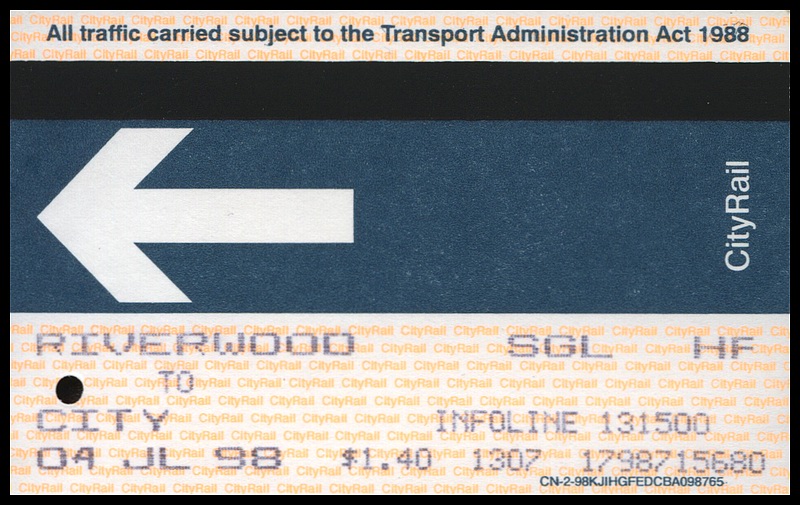 All traffic carried subject to the Transport Administration Act 1988
CityRail
RIVERWOOD SGL HF
TO
CITY INFOLINE 131500
04 JL 98 $1.40 1307 1798715680
CN-2-98KJIHGFEDCBA098765